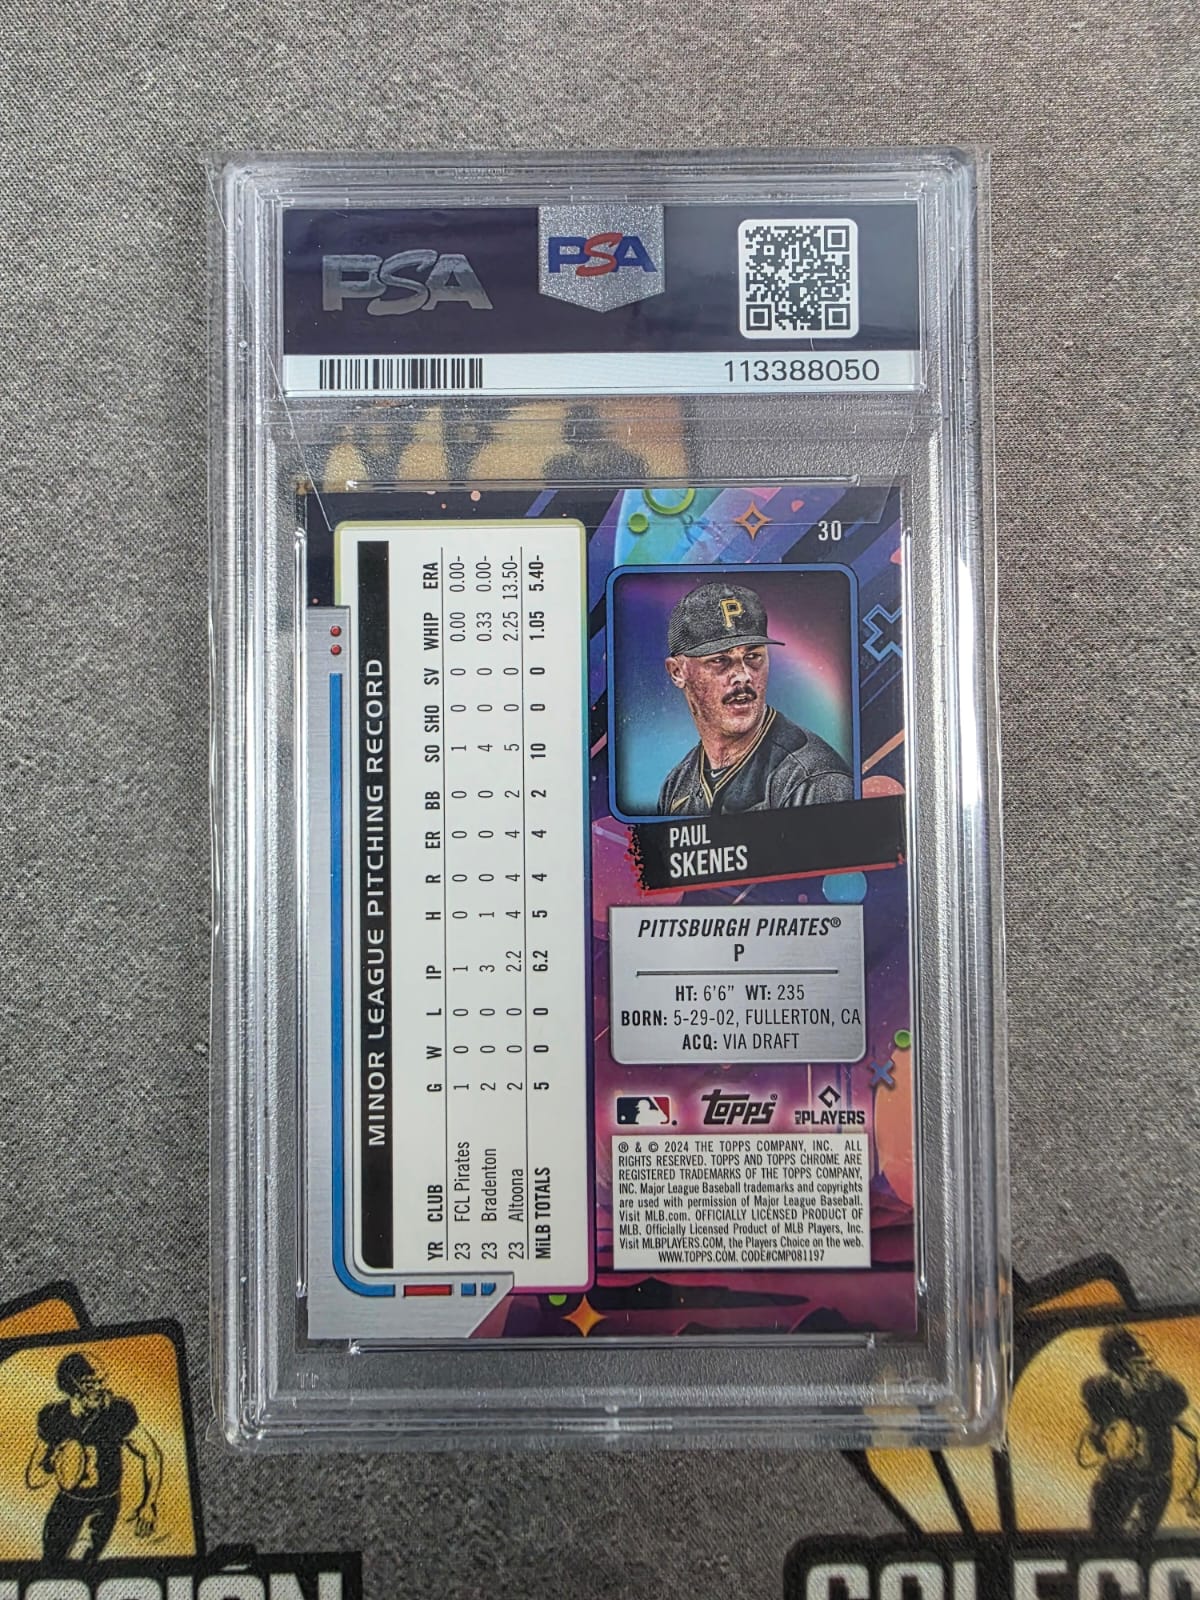 PSA
PSA
113388050
30
MINOR LEAGUE PITCHING RECORD
YR CLUB G W L IP H R ER BB SO SHO SV WHIP ERA
23 FCL Pirates 1 0 0 1 0 0 0 0 1 0 0 0.00 0.00-
23 Bradenton 2 0 0 3 1 0 0 0 4 0 0 0.33 0.00-
23 Altoona 2 0 0 2.2 4 4 4 2 5 0 0 2.25 13.50-
MiLB TOTALS 5 0 0 6.2 5 4 4 2 10 0 0 1.05 5.40-
P
PAUL
SKENES
PITTSBURGH PIRATES®
P
HT: 6'6" WT: 235
BORN: 5-29-02, FULLERTON, CA
ACQ: VIA DRAFT
topps® MLB PLAYERS
® & © 2024 THE TOPPS COMPANY, INC. ALL
RIGHTS RESERVED. TOPPS AND TOPPS CHROME ARE
REGISTERED TRADEMARKS OF THE TOPPS COMPANY,
INC. Major League Baseball trademarks and copyrights
are used with permission of Major League Baseball.
Visit MLB.com. OFFICIALLY LICENSED PRODUCT OF
MLB. Officially Licensed Product of MLB Players, Inc.
Visit MLBPLAYERS.COM, the Players Choice on the web.
WWW.TOPPS.COM. CODE#CMP081197